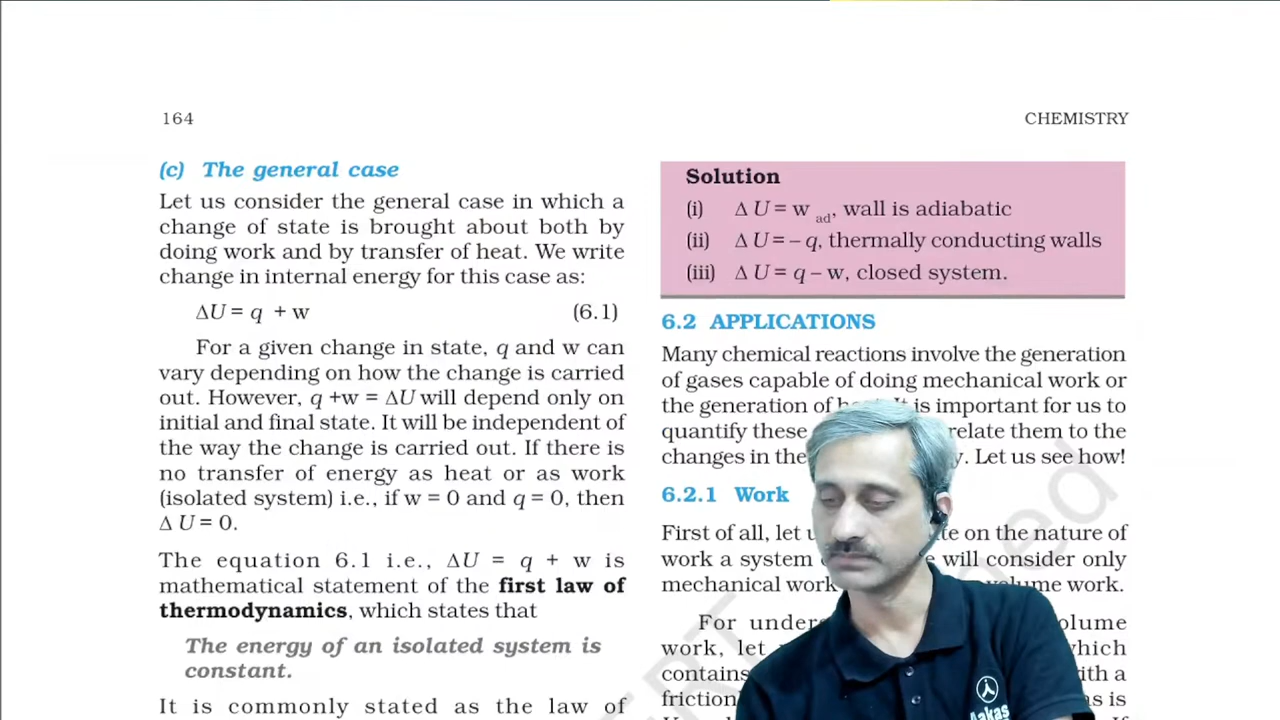 164
CHEMISTRY
(c) The general case
Let us consider the general case in which a
change of state is brought about both by
doing work and by transfer of heat. We write
change in internal energy for this case as:
ΔU = q + w (6.1)
For a given change in state, q and w can
vary depending on how the change is carried
out. However, q +w = ΔU will depend only on
initial and final state. It will be independent of
the way the change is carried out. If there is
no transfer of energy as heat or as work
(isolated system) i.e., if w = 0 and q = 0, then
Δ U = 0.
The equation 6.1 i.e., ΔU = q + w is
mathematical statement of the first law of
thermodynamics, which states that
The energy of an isolated system is
constant.
It is commonly stated as the law of
Solution
(i) Δ U = w ad, wall is adiabatic
(ii) Δ U = – q, thermally conducting walls
(iii) Δ U = q – w, closed system.
6.2 APPLICATIONS
Many chemical reactions involve the generation
of gases capable of doing mechanical work or
the generation of It is important for us to
quantify these relate them to the
changes in the Let us see how!
6.2.1 Work
First of all, let on the nature of
work a system will consider only
mechanical work volume work.
For
work, let which
contains with a
is